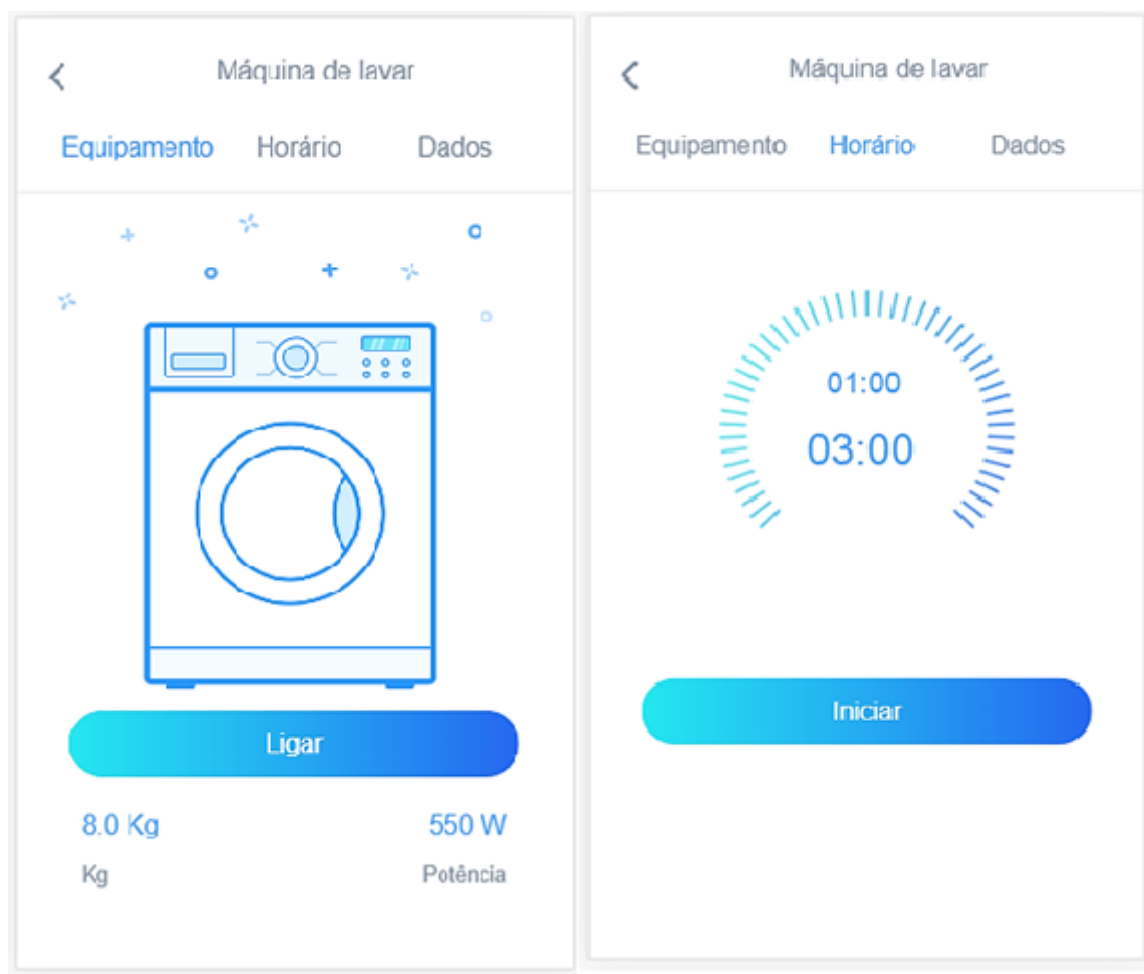 Máquina de lavar
Equipamento Horário Dados
Ligar
8.0 Kg 550 W
Kg Potência
Máquina de lavar
Equipamento Horário Dados
01:00
03:00
Iniciar